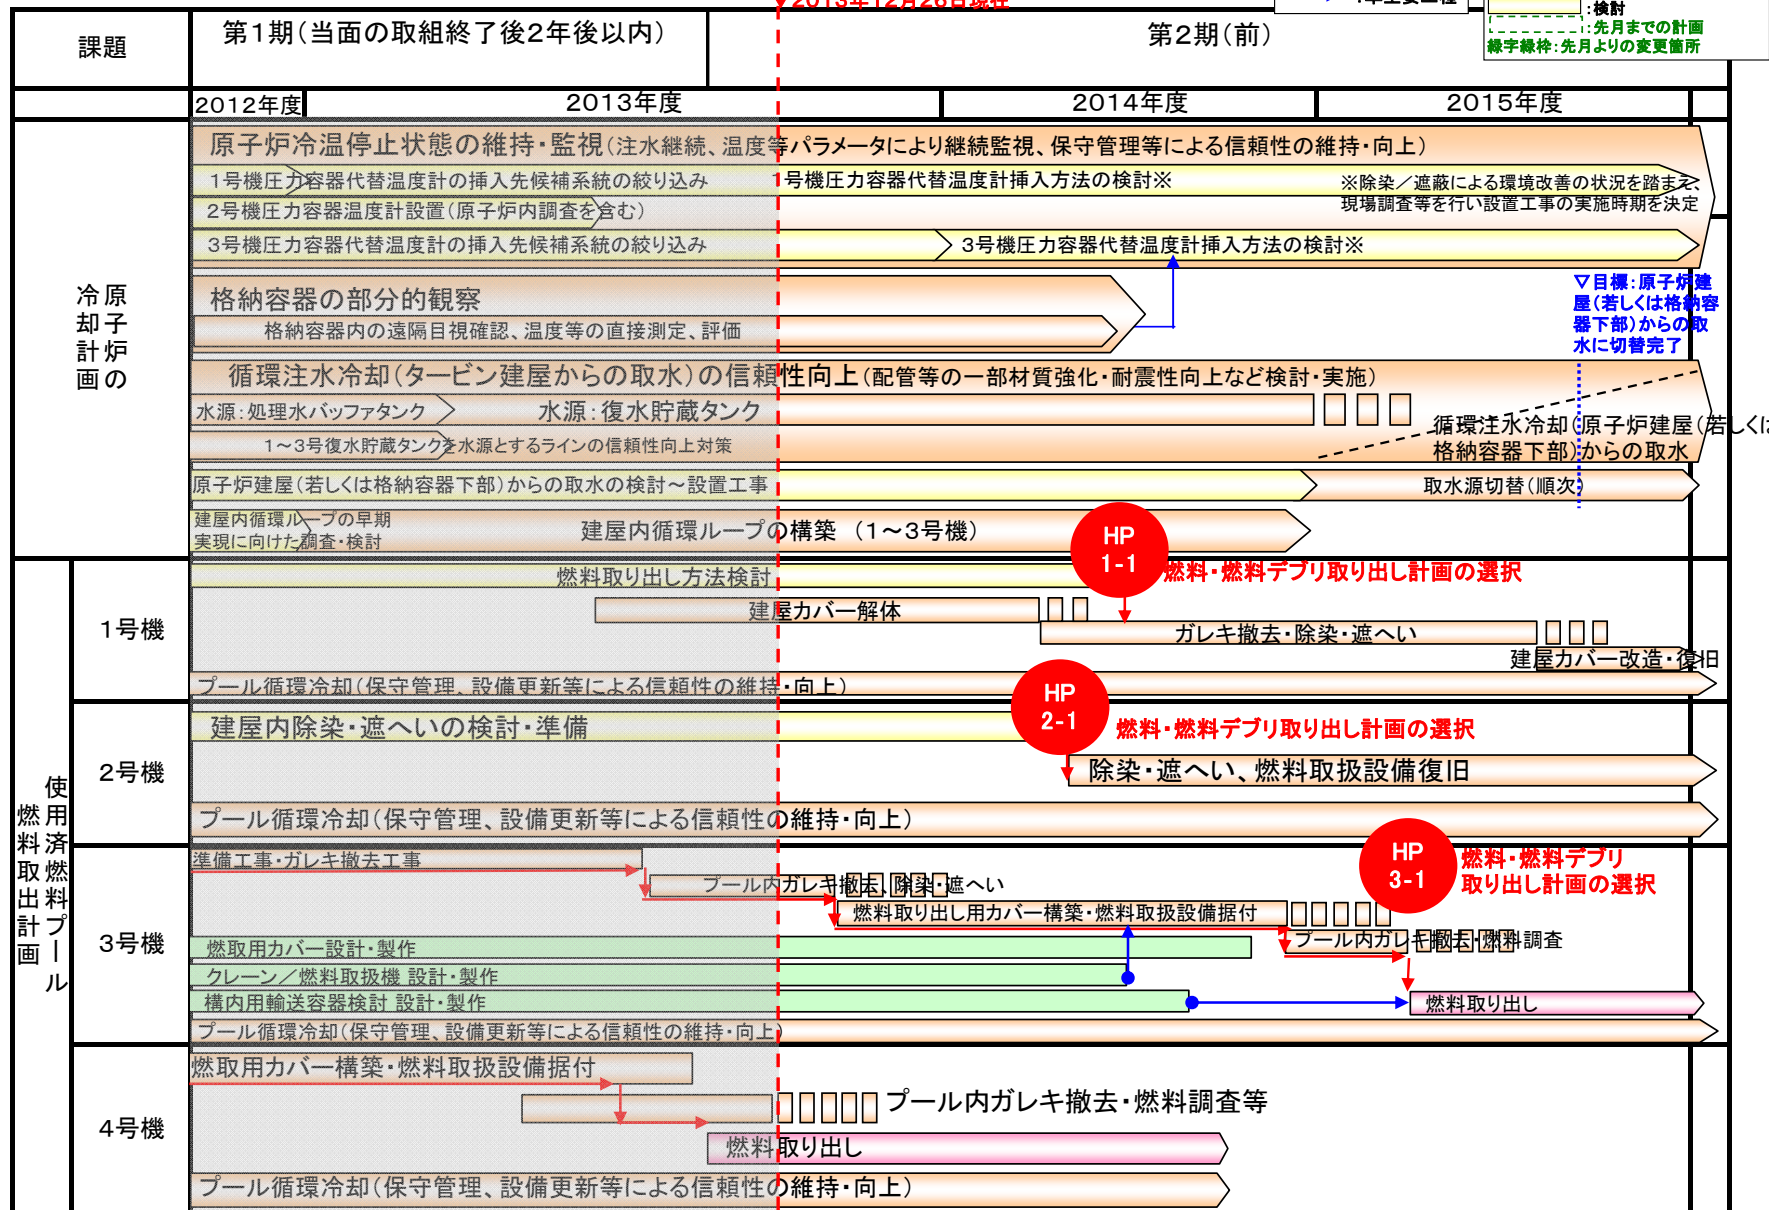 ▼2013年12月26日現在
:検討
:先月までの計画
緑字緑枠:先月よりの変更箇所
課題
第1期(当面の取組終了後2年後以内)
第2期(前)
2012年度
2013年度
2014年度
2015年度
原子炉の冷却計画
原子炉冷温停止状態の維持・監視(注水継続、温度等パラメータにより継続監視、保守管理等による信頼性の維持・向上)
1号機圧力容器代替温度計の挿入先候補系統の絞り込み
号機圧力容器代替温度計挿入方法の検討※
※除染/遮蔽による環境改善の状況を踏まえ、
現場調査等を行い設置工事の実施時期を決定
2号機圧力容器温度計設置(原子炉内調査を含む)
3号機圧力容器代替温度計の挿入先候補系統の絞り込み
3号機圧力容器代替温度計挿入方法の検討※
格納容器の部分的観察
格納容器内の遠隔目視確認、温度等の直接測定、評価
▽目標:原子炉建
屋(若しくは格納容
器下部)からの取
水に切替完了
循環注水冷却(タービン建屋からの取水)の信頼性向上(配管等の一部材質強化・耐震性向上など検討・実施)
水源:処理水バッファタンク
水源:復水貯蔵タンク
循環注水冷却(原子炉建屋(若しくは
格納容器下部)からの取水
1~3号復水貯蔵タンクを水源とするラインの信頼性向上対策
原子炉建屋(若しくは格納容器下部)からの取水の検討~設置工事
取水源切替(順次)
建屋内循環ループの早期
実現に向けた調査・検討
建屋内循環ループの構築 (1~3号機)
使用済燃料プール
燃料取出計画
1号機
燃料取り出し方法検討
HP
1-1
燃料・燃料デブリ取り出し計画の選択
建屋カバー解体
ガレキ撤去・除染・遮へい
建屋カバー改造・復旧
プール循環冷却(保守管理、設備更新等による信頼性の維持・向上)
2号機
建屋内除染・遮へいの検討・準備
HP
2-1
燃料・燃料デブリ取り出し計画の選択
除染・遮へい、燃料取扱設備復旧
プール循環冷却(保守管理、設備更新等による信頼性の維持・向上)
3号機
準備工事・ガレキ撤去工事
HP
3-1
燃料・燃料デブリ
取り出し計画の選択
プール内ガレキ撤去、除染・遮へい
燃料取り出し用カバー構築・燃料取扱設備据付
プール内ガレキ撤去・燃料調査
燃取用カバー設計・製作
クレーン/燃料取扱機 設計・製作
構内用輸送容器検討 設計・製作
燃料取り出し
プール循環冷却(保守管理、設備更新等による信頼性の維持・向上)
4号機
燃取用カバー構築・燃料取扱設備据付
プール内ガレキ撤去・燃料調査等
燃料取り出し
プール循環冷却(保守管理、設備更新等による信頼性の維持・向上)